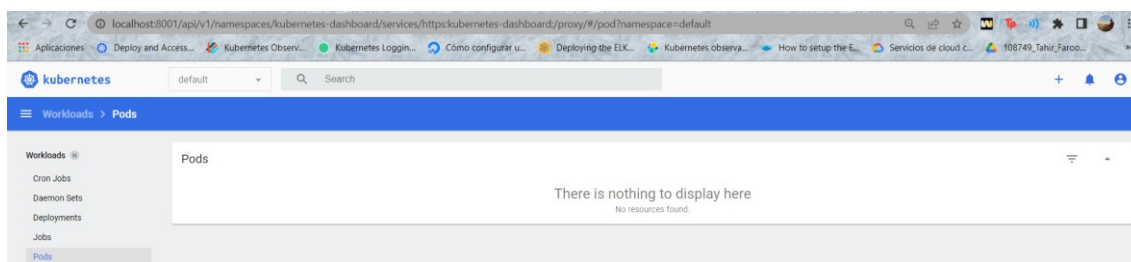 localhost:8001/api/v1/namespaces/kubernetes-dashboard/services/https:kubernetes-dashboard:/proxy/#/pod?namespace=default
Aplicaciones Deploy and Access... Kubernetes Observ... Kubernetes Loggin... Cómo configurar u... Deploying the ELK... Kubernetes observa... How to setup the E... Servicios de cloud c... 108749_Tahir_Faroo... »
kubernetes default Search +
Workloads > Pods
Workloads N
Pods
Cron Jobs
There is nothing to display here
Daemon Sets
No resources found.
Deployments
Jobs
Pods